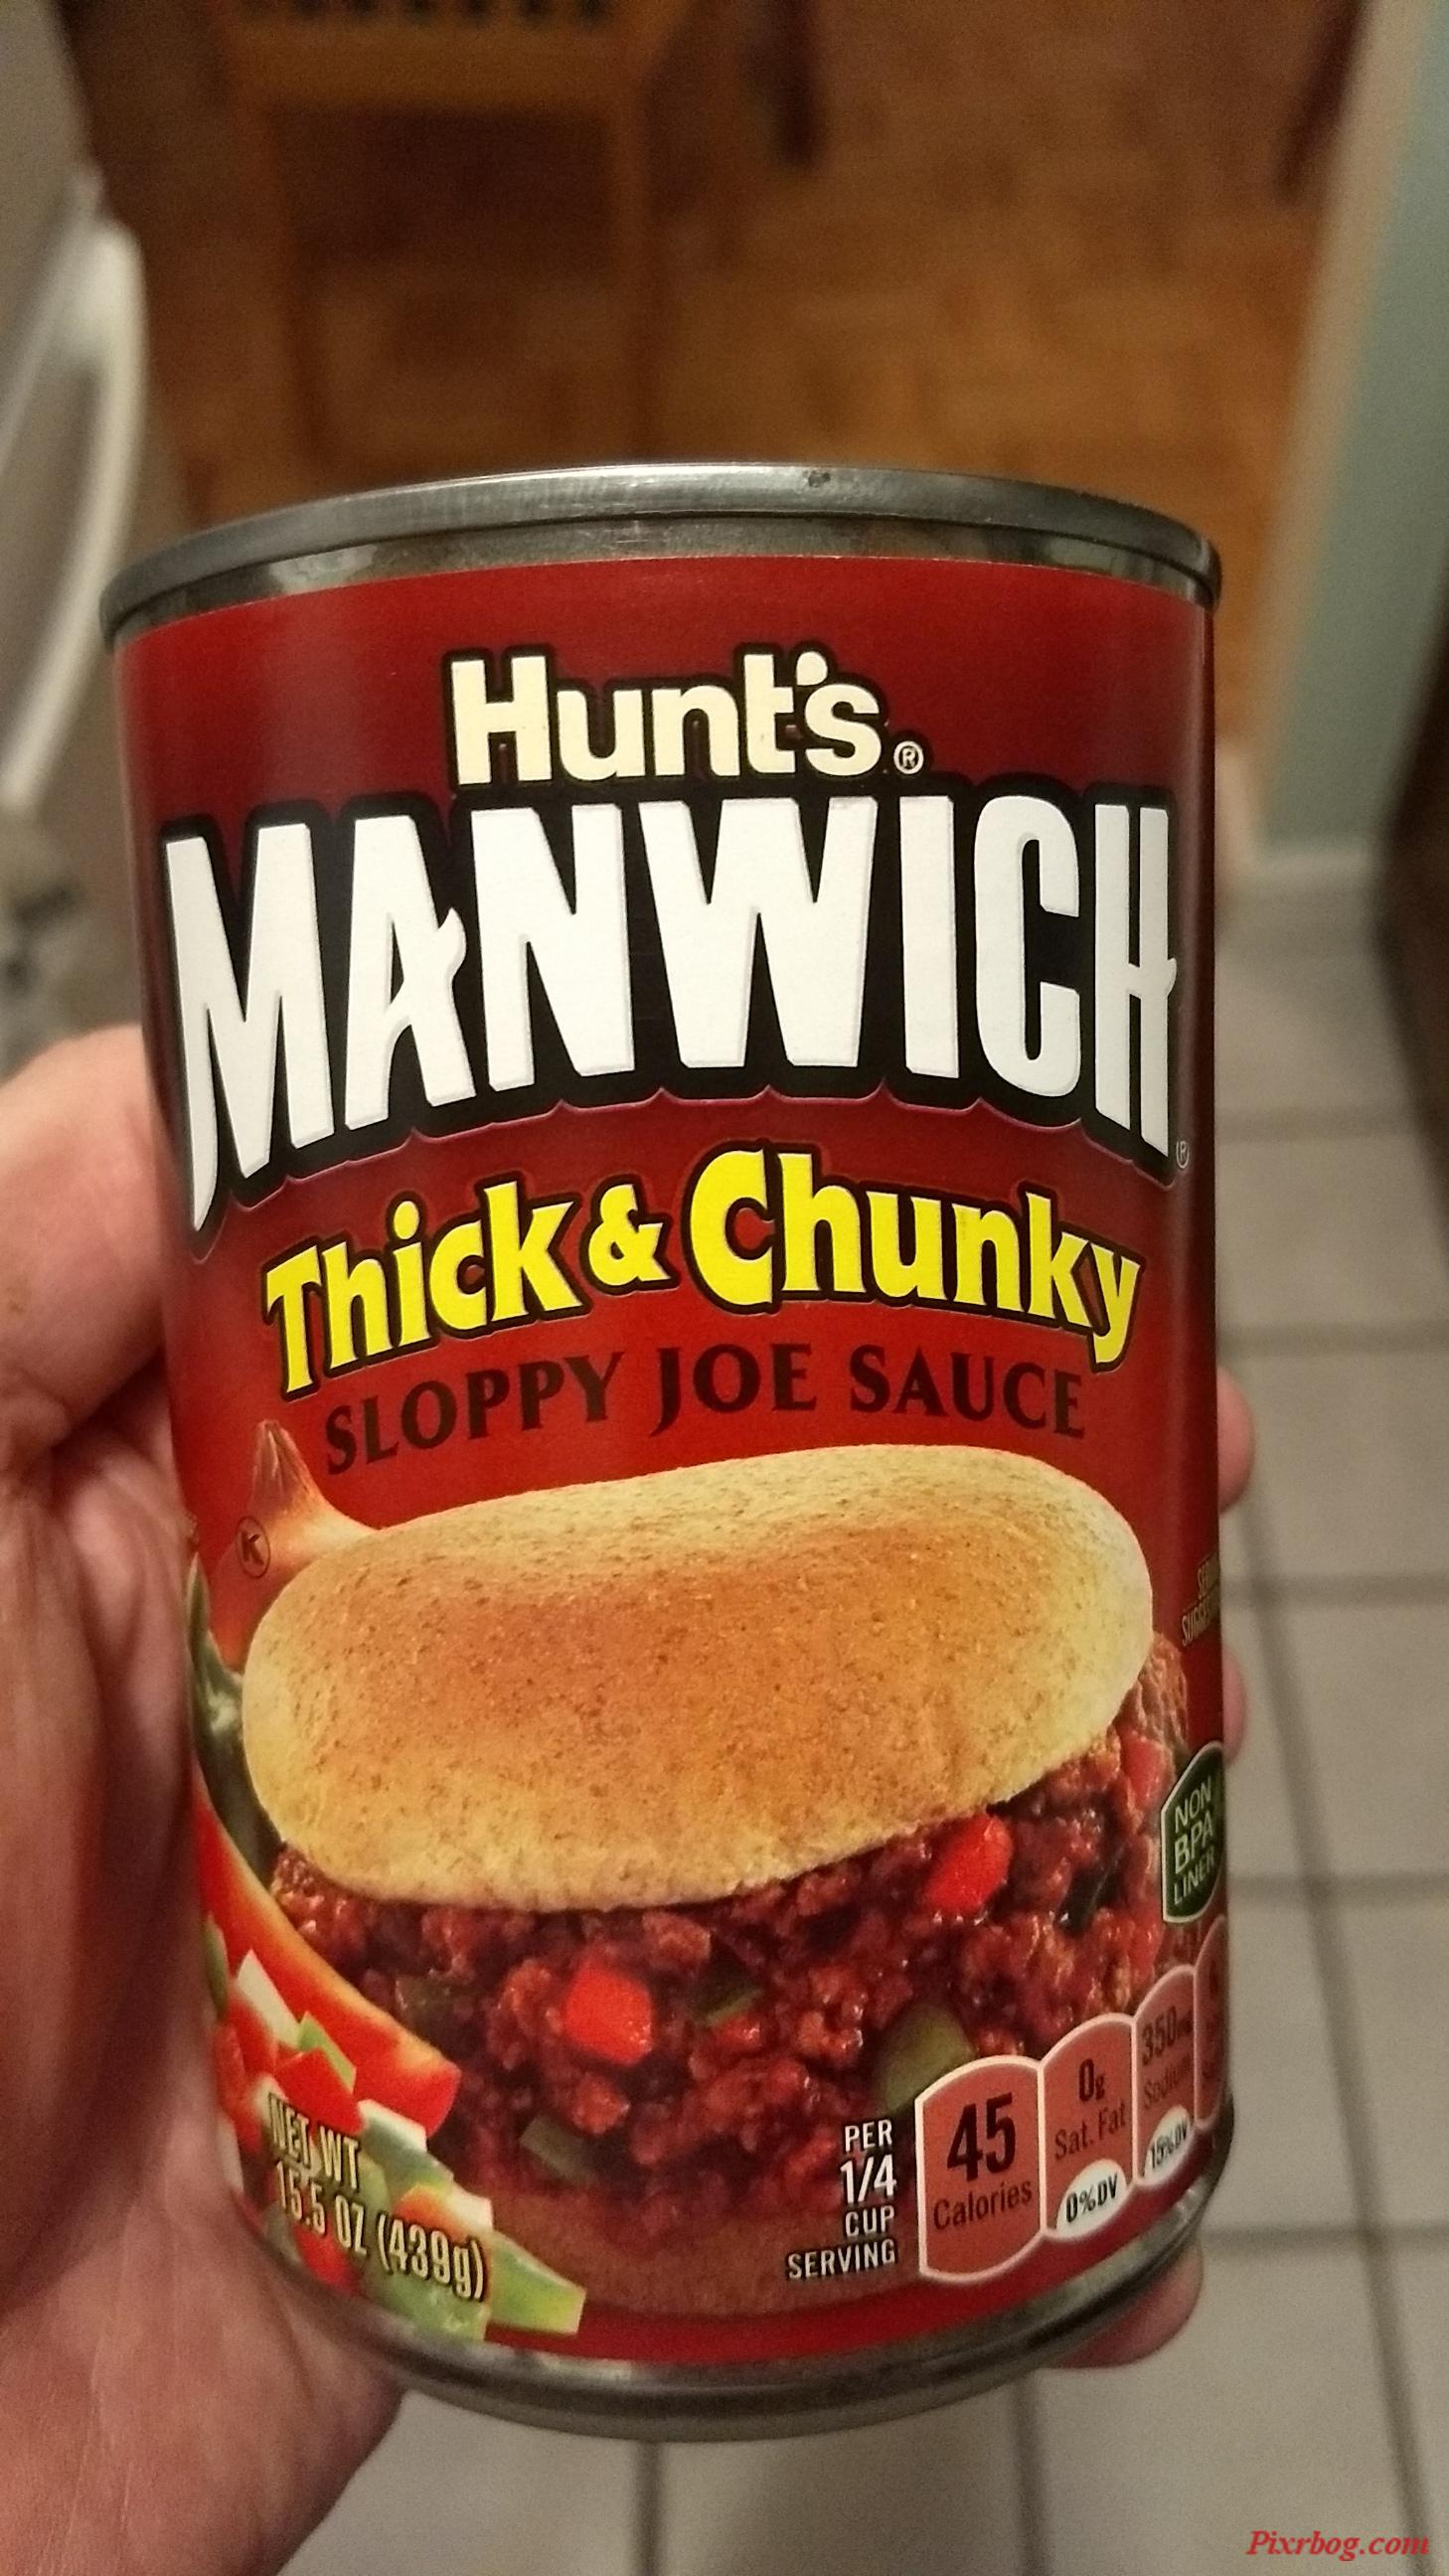 Hunt's®
MANWICH®
Thick & Chunky
SLOPPY JOE SAUCE
K
NON
BPA
LINER
NET WT
15.5 OZ (439g)
PER
1/4
CUP
SERVING
45
Calories
0g
Sat. Fat
0% DV
350mg
Sodium
15% DV
Pixrbog.com